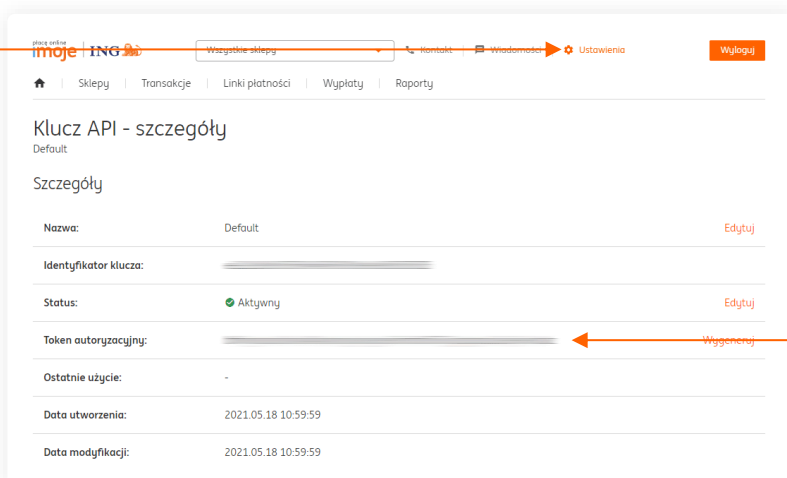 płacę online
imoje ING Wszystkie sklepy Kontakt Wiadomości Ustawienia Wyloguj
Sklepy Transakcje Linki płatności Wypłaty Raporty
Klucz API - szczegóły
Default
Szczegóły
Nazwa: Default Edytuj
Identyfikator klucza:
Status: Aktywny Edytuj
Token autoryzacyjny: Wygeneruj
Ostatnie użycie: -
Data utworzenia: 2021.05.18 10:59:59
Data modyfikacji: 2021.05.18 10:59:59